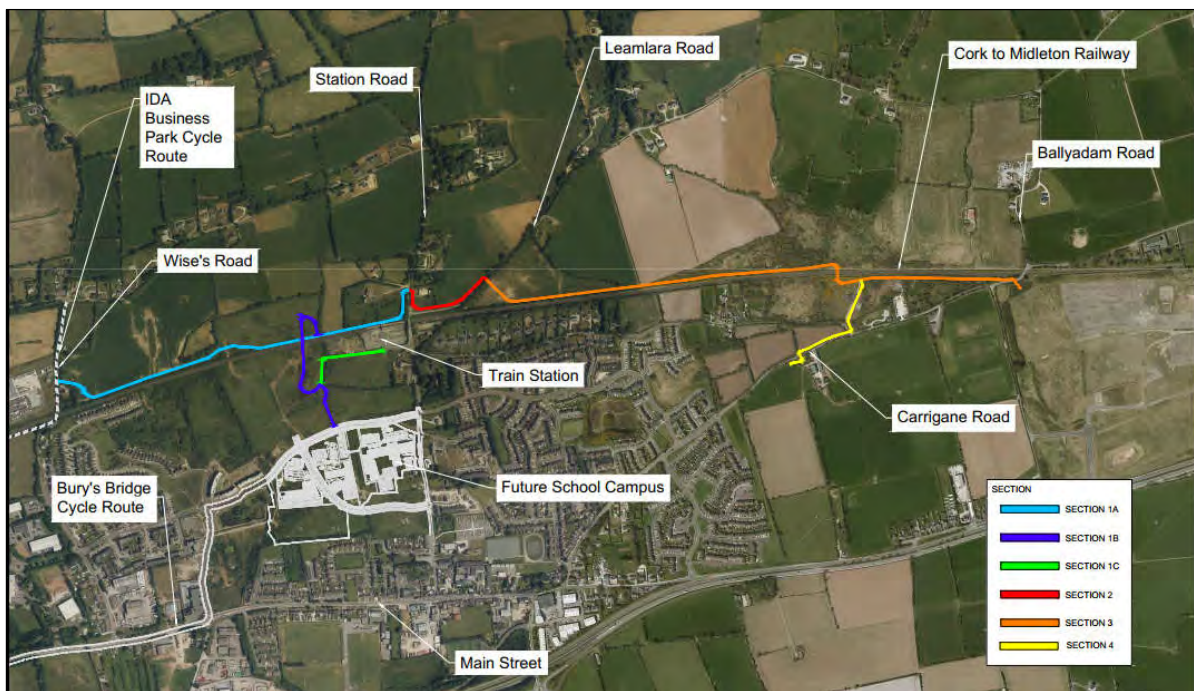 Leamlara Road
Station Road
Cork to Midleton Railway
IDA
Business
Park Cycle
Route
Ballyadam Road
Wise's Road
Train Station
Carrigane Road
Bury's Bridge
Cycle Route
Future School Campus
Main Street
SECTION
SECTION 1A
SECTION 1B
SECTION 1C
SECTION 2
SECTION 3
SECTION 4